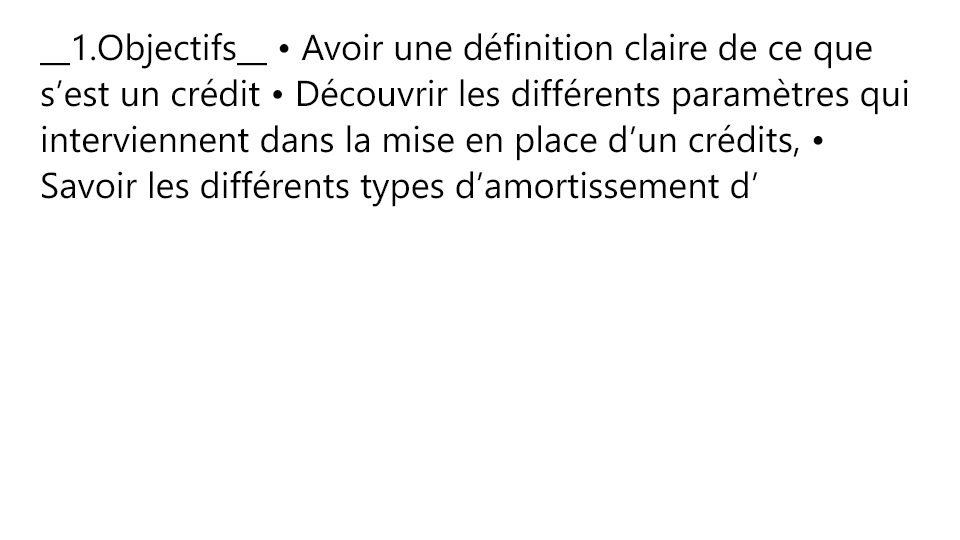 __1.Objectifs__ • Avoir une définition claire de ce que
s’est un crédit • Découvrir les différents paramètres qui
interviennent dans la mise en place d’un crédits, •
Savoir les différents types d’amortissement d’